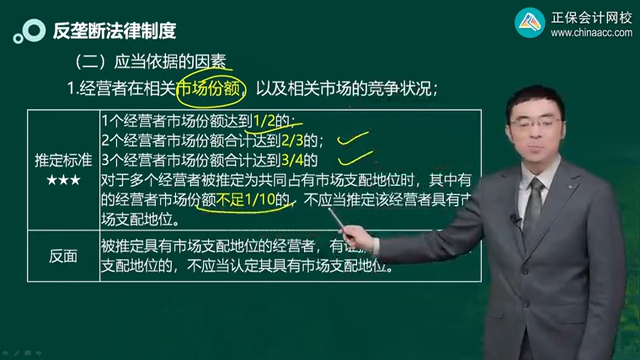 反垄断法律制度
正保会计网校
www.chinaacc.com
（二）应当依据的因素
1.经营者在相关市场份额，以及相关市场的竞争状况；
1个经营者市场份额达到1/2的；
2个经营者市场份额合计达到2/3的；
3个经营者市场份额合计达到3/4的
推定标准
★★★
对于多个经营者被推定为共同占有市场支配地位时，其中有
的经营者市场份额不足1/10的，不应当推定该经营者具有市
场支配地位。
反面
被推定具有市场支配地位的经营者，有证
支配地位的，不应当认定其具有市场支配地位。